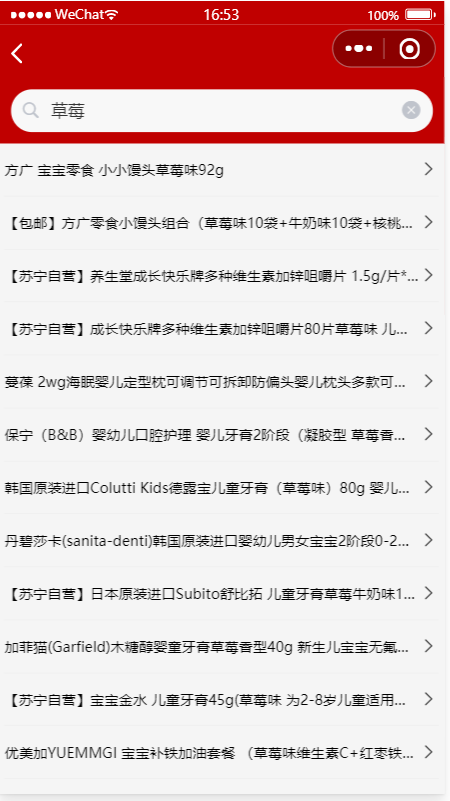 WeChat 16:53 100%
草莓
方广 宝宝零食 小小馒头草莓味92g
【包邮】方广零食小馒头组合（草莓味10袋+牛奶味10袋+核桃...
【苏宁自营】养生堂成长快乐牌多种维生素加锌咀嚼片 1.5g/片*...
【苏宁自营】成长快乐牌多种维生素加锌咀嚼片80片草莓味 儿...
蔓葆 2wg海眠婴儿定型枕可调节可拆卸防偏头婴儿枕头多款可...
保宁（B&B）婴幼儿口腔护理 婴儿牙膏2阶段（凝胶型 草莓香...
韩国原装进口Colutti Kids德露宝儿童牙膏（草莓味）80g 婴儿...
丹碧莎卡(sanita-denti)韩国原装进口婴幼儿男女宝宝2阶段0-2...
【苏宁自营】日本原装进口Subito舒比拓 儿童牙膏草莓牛奶味1...
加菲猫(Garfield)木糖醇婴童牙膏草莓香型40g 新生儿宝宝无氟...
【苏宁自营】宝宝金水 儿童牙膏45g(草莓味 为2-8岁儿童适用...
优美加YUEMMGI 宝宝补铁加油套餐 （草莓味维生素C+红枣铁...